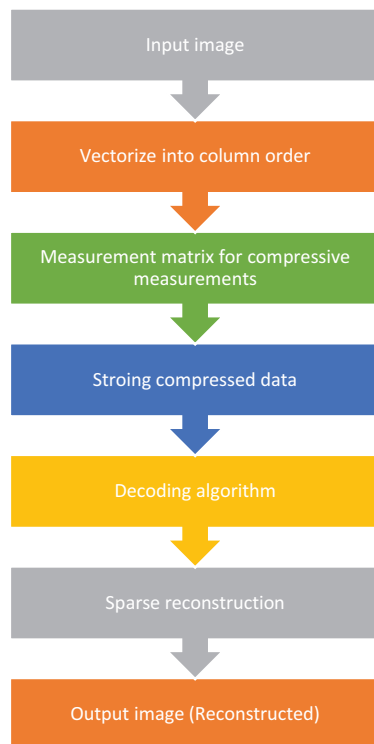 Input image
Vectorize into column order
Measurement matrix for compressive
measurements
Stroing compressed data
Decoding algorithm
Sparse reconstruction
Output image (Reconstructed)